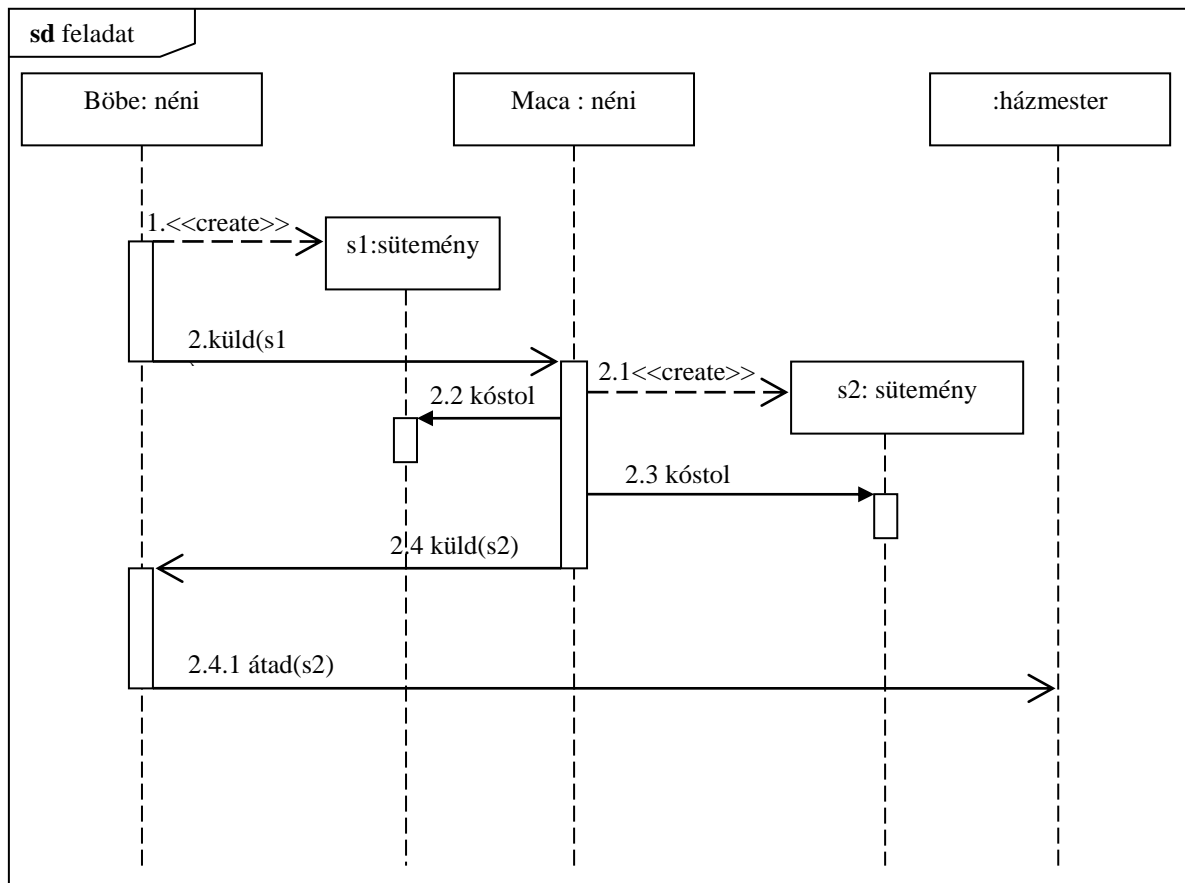 sd feladat
Böbe: néni
Maca : néni
:házmester
1.<<create>>
s1:sütemény
2.küld(s1
2.1<<create>>
s2: sütemény
2.2 kóstol
2.3 kóstol
2.4 küld(s2)
2.4.1 átad(s2)